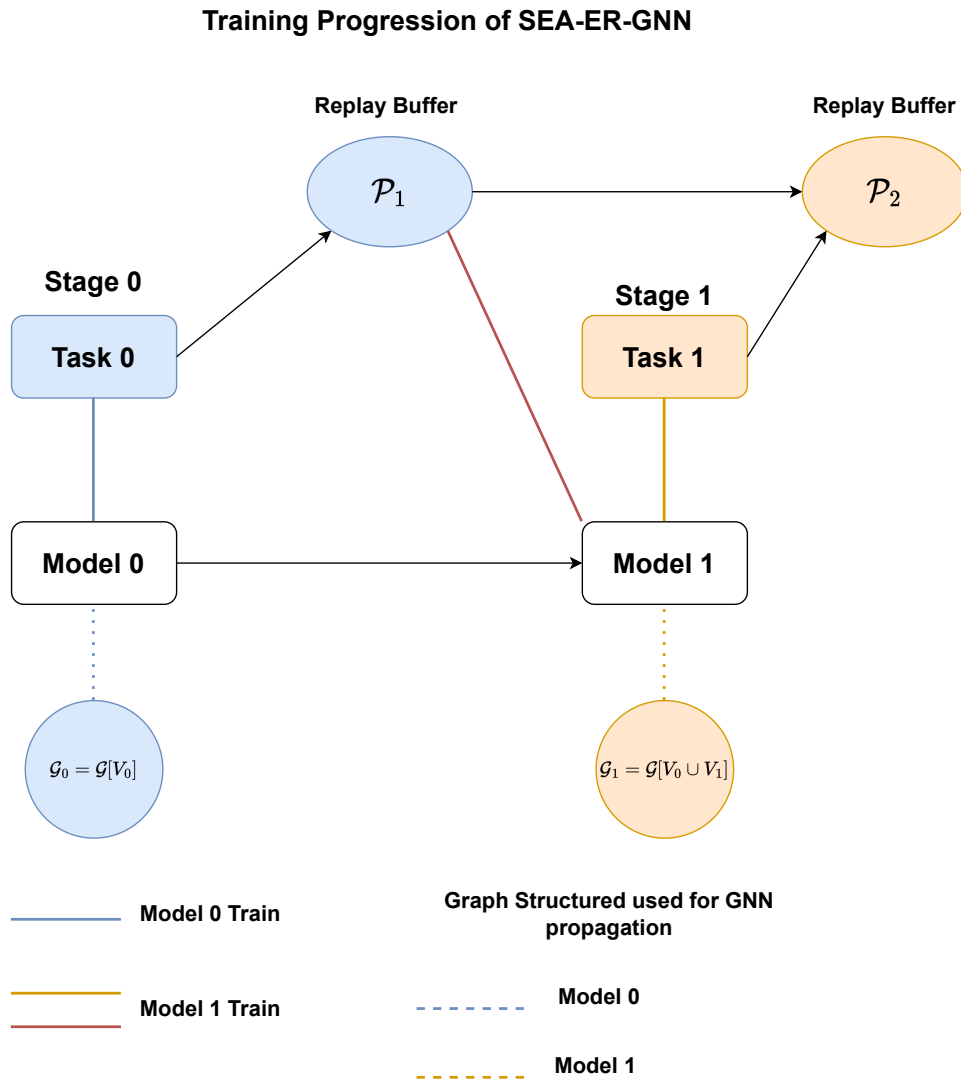 Training Progression of SEA-ER-GNN
Replay Buffer
Replay Buffer
𝒫₁
𝒫₂
Stage 0
Stage 1
Task 0
Task 1
Model 0
Model 1
𝒢₀ = 𝒢[V₀]
𝒢₁ = 𝒢[V₀ ∪ V₁]
Model 0 Train
Graph Structured used for GNN
propagation
Model 1 Train
Model 0
Model 1